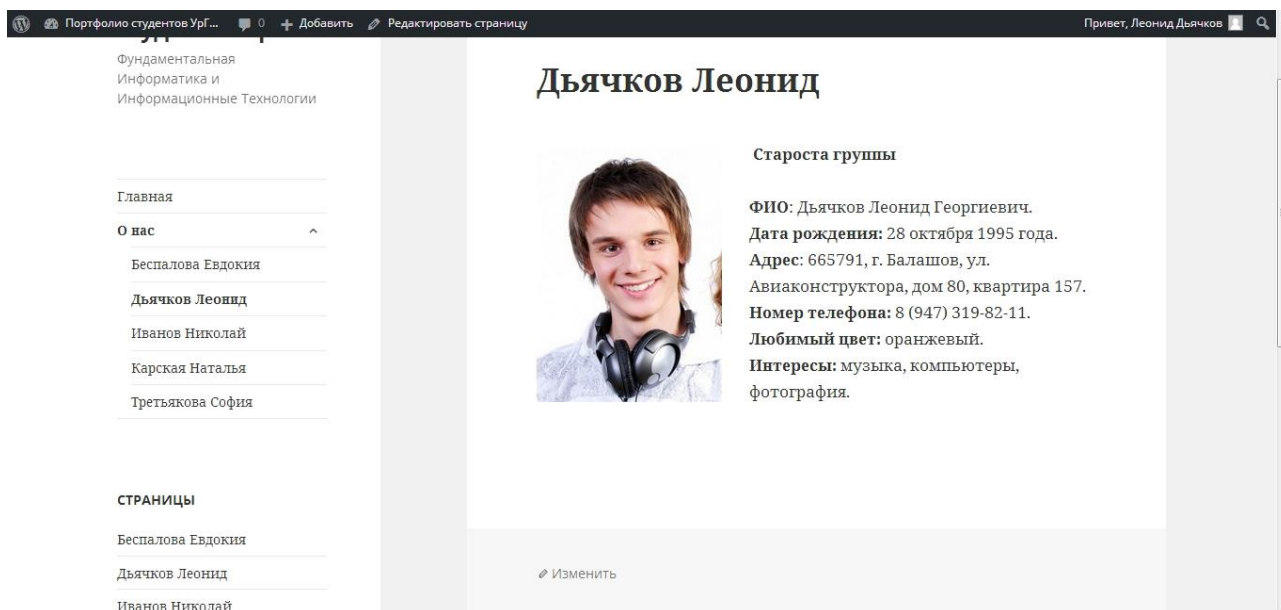 Портфолио студентов УрГ... 0 Добавить Редактировать страницу Привет, Леонид Дьячков
Фундаментальная
Информатика и
Информационные Технологии
Главная
О нас
Беспалова Евдокия
Дьячков Леонид
Иванов Николай
Карская Наталья
Третьякова София
СТРАНИЦЫ
Беспалова Евдокия
Дьячков Леонид
Иванов Николай
Дьячков Леонид
Староста группы
ФИО: Дьячков Леонид Георгиевич.
Дата рождения: 28 октября 1995 года.
Адрес: 665791, г. Балашов, ул.
Авиаконструктора, дом 80, квартира 157.
Номер телефона: 8 (947) 319-82-11.
Любимый цвет: оранжевый.
Интересы: музыка, компьютеры,
фотография.
Изменить